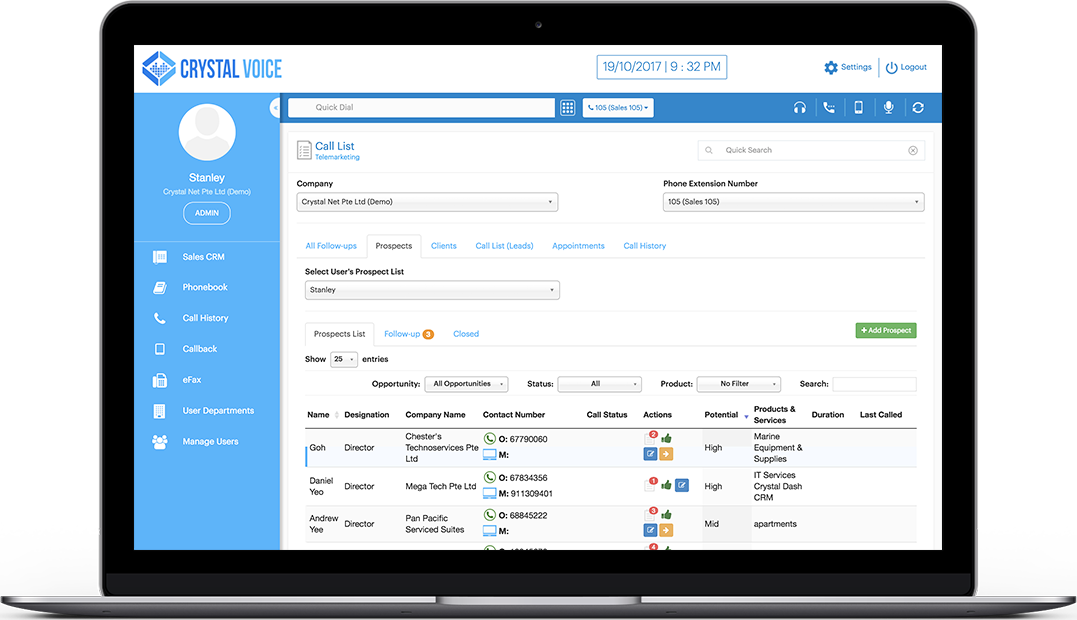 CRYSTAL VOICE
19/10/2017 | 9 : 32 PM
Settings
Logout
Quick Dial
105 (Sales 105)
Stanley
Crystal Net Pte Ltd (Demo)
ADMIN
Sales CRM
Phonebook
Call History
Callback
eFax
User Departments
Manage Users
Call List
Telemarketing
Quick Search
Company
Phone Extension Number
Crystal Net Pte Ltd (Demo)
105 (Sales 105)
All Follow-ups
Prospects
Clients
Call List (Leads)
Appointments
Call History
Select User's Prospect List
Stanley
Prospects List
Follow-up 3
Closed
+ Add Prospect
Show 25 entries
Opportunity: All Opportunities
Status: All
Product: No Filter
Search:
Name
Designation
Company Name
Contact Number
Call Status
Actions
Potential
Products &
Services
Duration
Last Called
Goh
Director
Chester's
Technoservices Pte
Ltd
O: 67790060
M:
2
High
Marine
Equipment &
Supplies
Daniel
Yeo
Director
Mega Tech Pte Ltd
O: 67834356
M: 911309401
1
High
IT Services
Crystal Dash
CRM
Andrew
Yee
Director
Pan Pacific
Serviced Suites
O: 68845222
M:
3
Mid
apartments
4